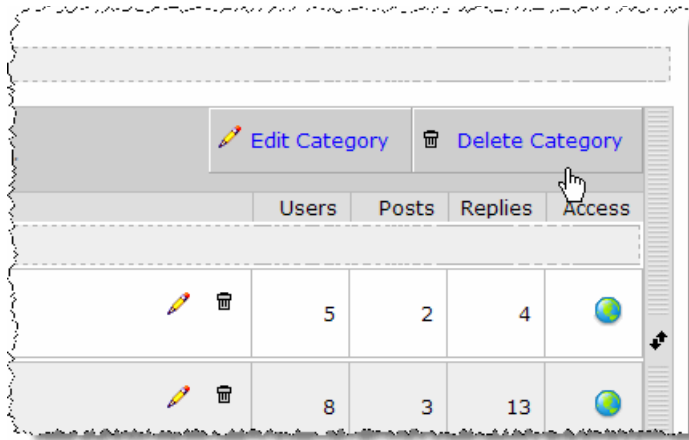 Edit Category Delete Category
Users Posts Replies Access
5 2 4
8 3 13